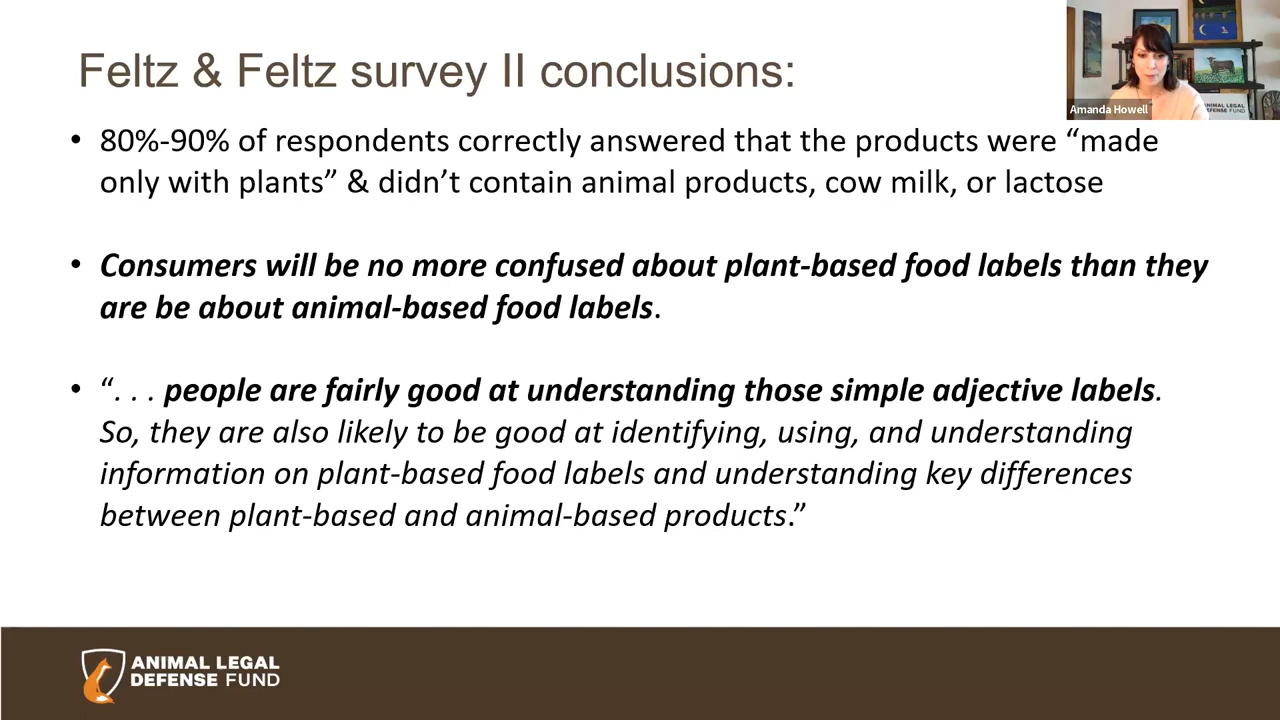 Feltz & Feltz survey II conclusions:
Amanda Howell
ANIMAL LEGAL
DEFENSE FUND
• 80%-90% of respondents correctly answered that the products were “made
only with plants” & didn’t contain animal products, cow milk, or lactose
• Consumers will be no more confused about plant-based food labels than they
are be about animal-based food labels.
• “. . . people are fairly good at understanding those simple adjective labels.
So, they are also likely to be good at identifying, using, and understanding
information on plant-based food labels and understanding key differences
between plant-based and animal-based products.”
ANIMAL LEGAL
DEFENSE FUND